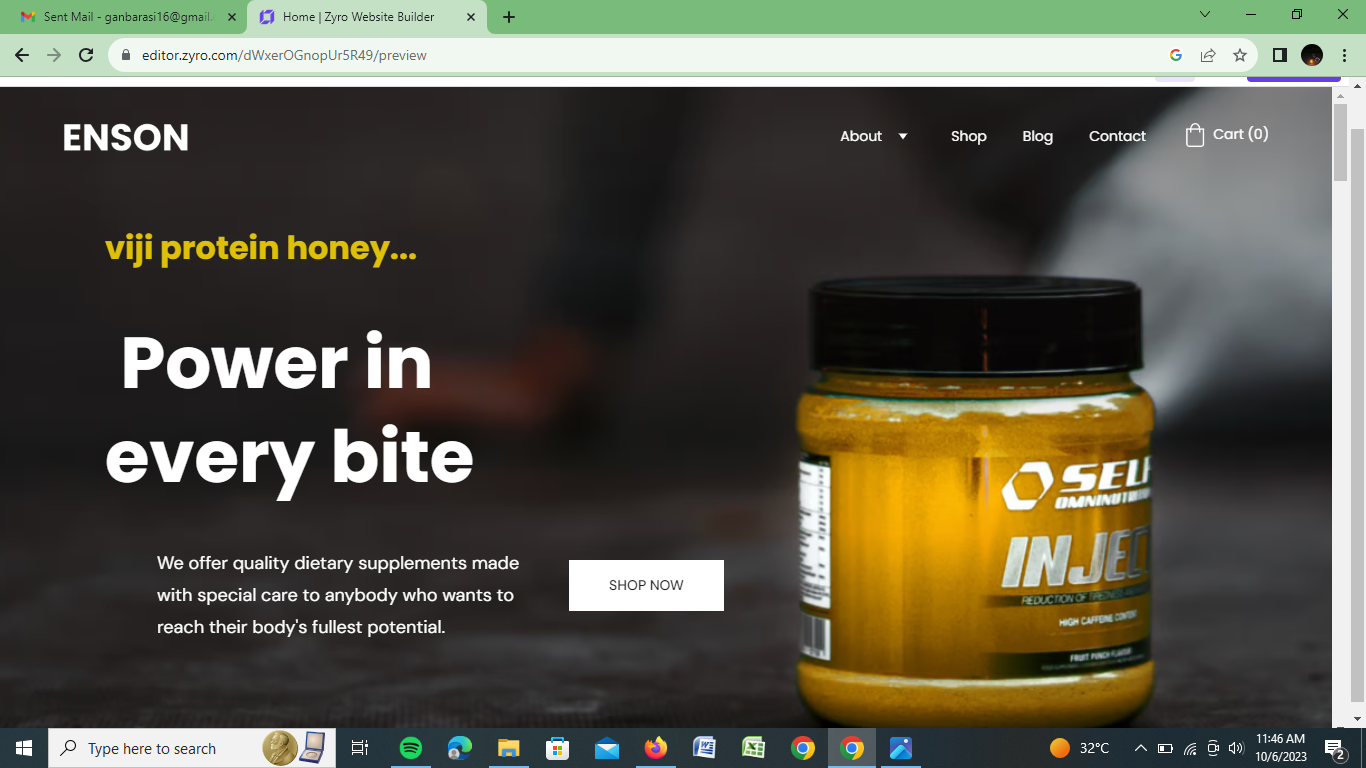 Sent Mail - ganbarasi16@gmail.
Home | Zyro Website Builder
editor.zyro.com/dWxerOGnopUr5R49/preview
ENSON
About
Shop
Blog
Contact
Cart (0)
viji protein honey...
Power in
every bite
We offer quality dietary supplements made
with special care to anybody who wants to
reach their body's fullest potential.
SHOP NOW
SELF
OMNINUTRITION
INJEC
REDUCTION OF TIREDNESS
HIGH CAFFEINE CONTENT
FRUIT PUNCH FLAVOUR
Type here to search
32°C
11:46 AM
10/6/2023
2